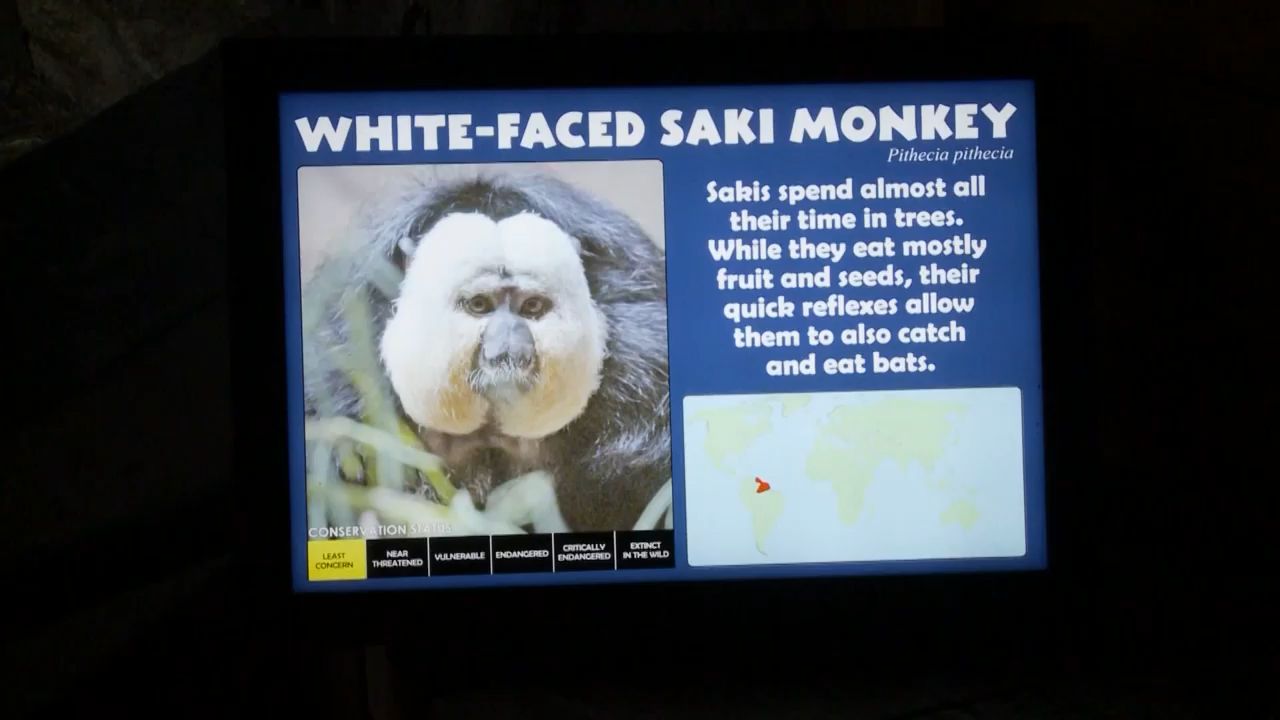 WHITE-FACED SAKI MONKEY
Pithecia pithecia
Sakis spend almost all
their time in trees.
While they eat mostly
fruit and seeds, their
quick reflexes allow
them to also catch
and eat bats.
CONSERVATION STATUS
LEAST
CONCERN
NEAR
THREATENED
VULNERABLE
ENDANGERED
CRITICALLY
ENDANGERED
EXTINCT
IN THE WILD